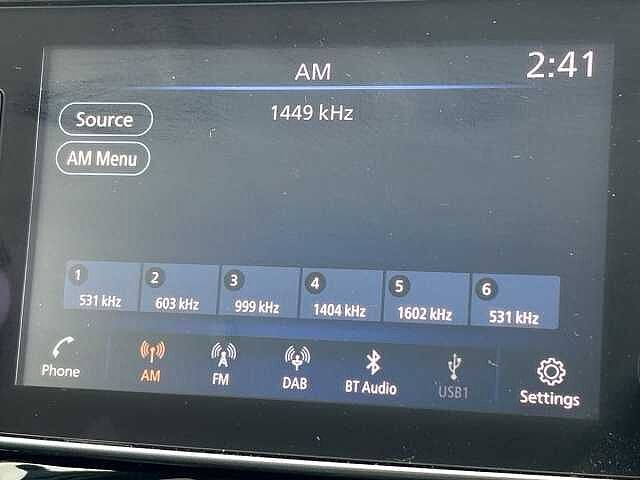 AM
2:41
Source
1449 kHz
AM Menu
1 2 3 4 5 6
531 kHz 603 kHz 999 kHz 1404 kHz 1602 kHz 531 kHz
Phone AM FM DAB BT Audio USB1 Settings